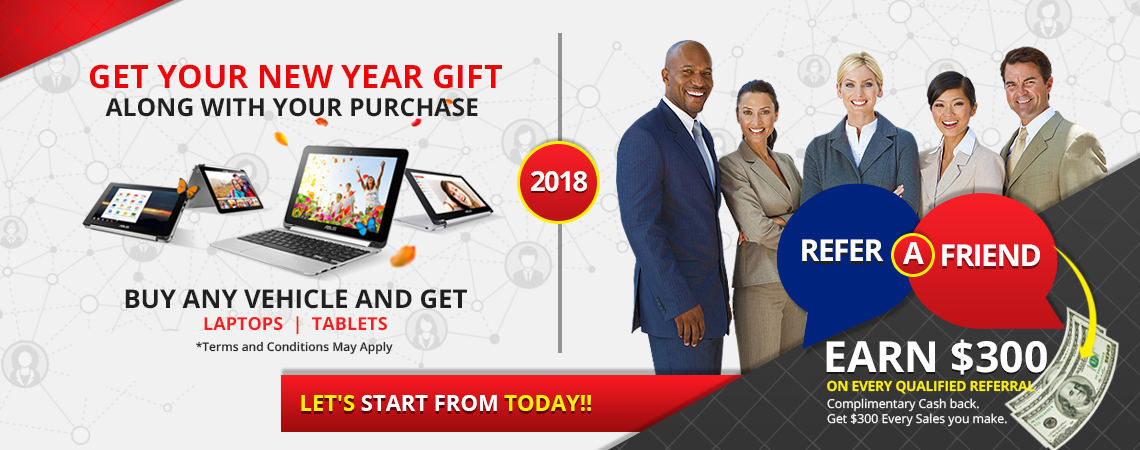 GET YOUR NEW YEAR GIFT
ALONG WITH YOUR PURCHASE
BUY ANY VEHICLE AND GET
LAPTOPS | TABLETS
*Terms and Conditions May Apply
2018
REFER A FRIEND
EARN $300
ON EVERY QUALIFIED REFERRAL
Complimentary Cash back.
Get $300 Every Sales you make.
LET'S START FROM TODAY!!